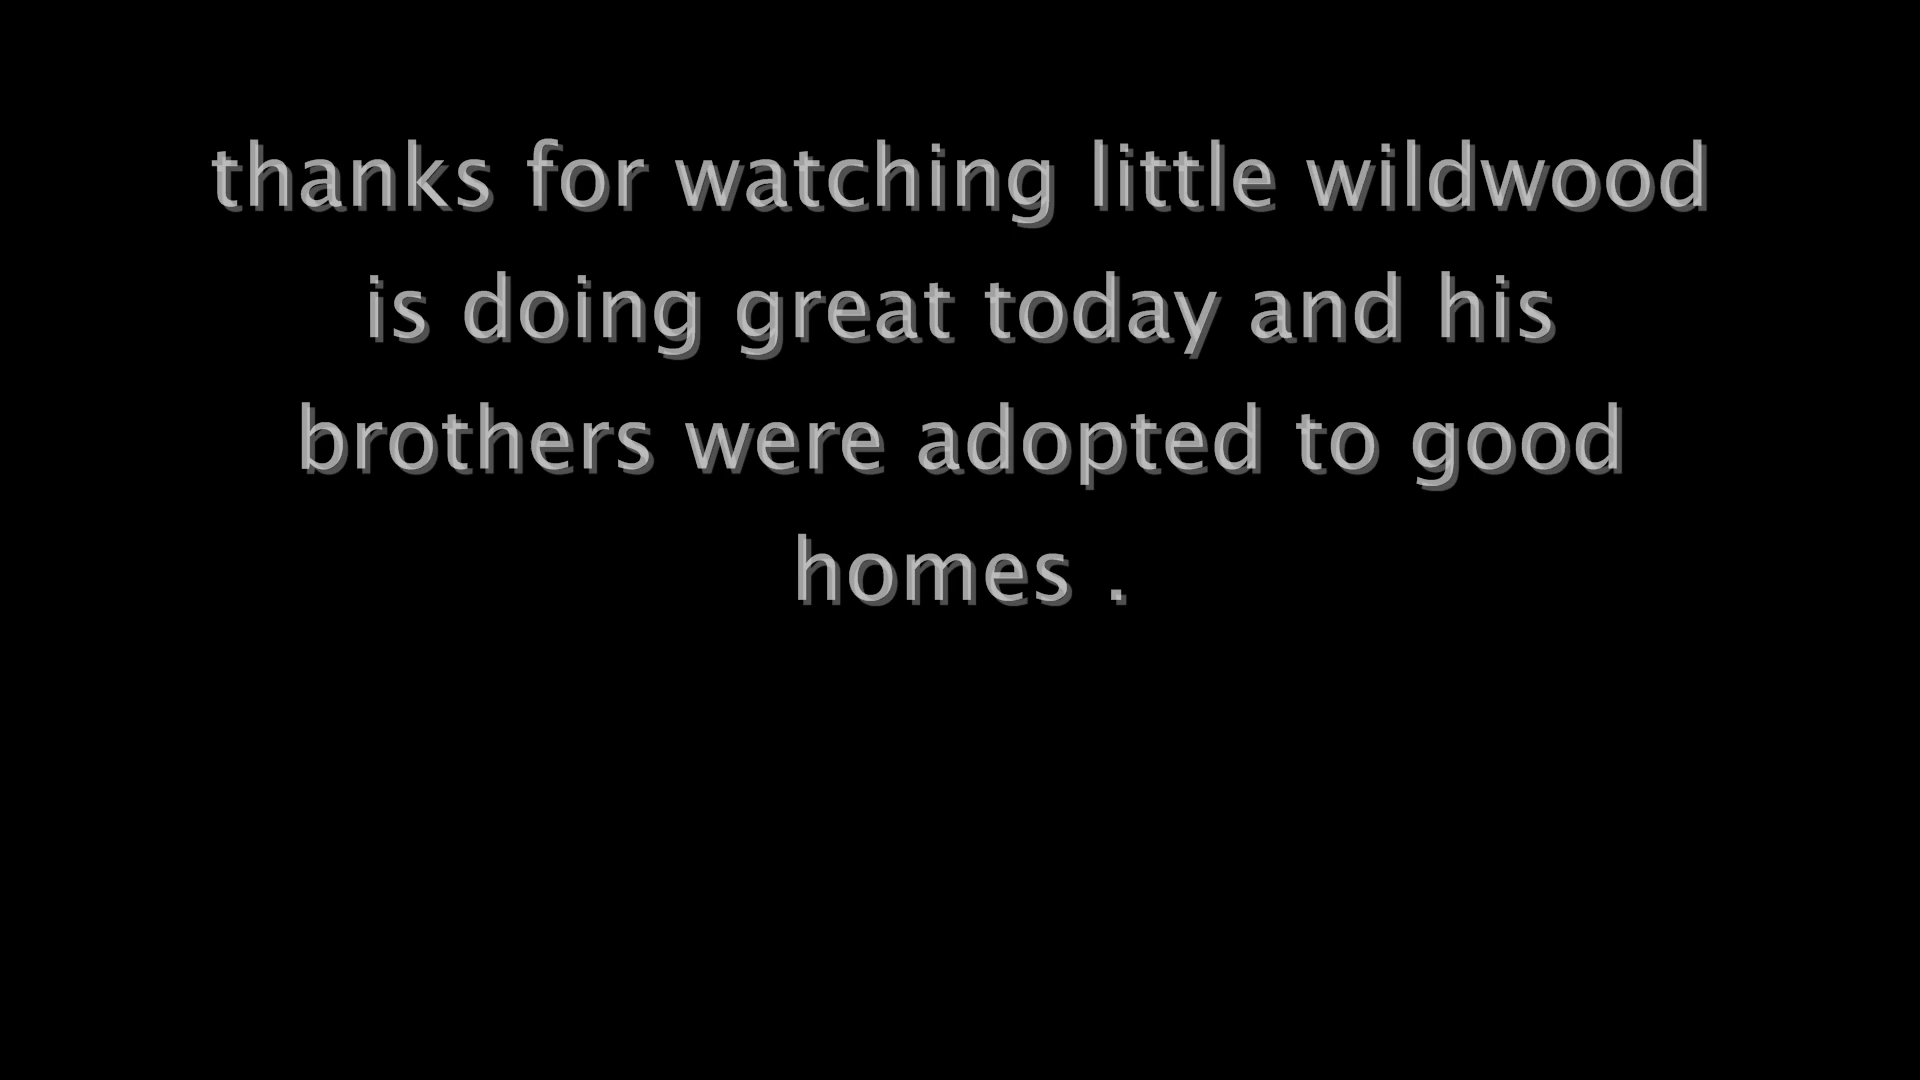 thanks for watching little wildwood
is doing great today and his
brothers were adopted to good
homes .